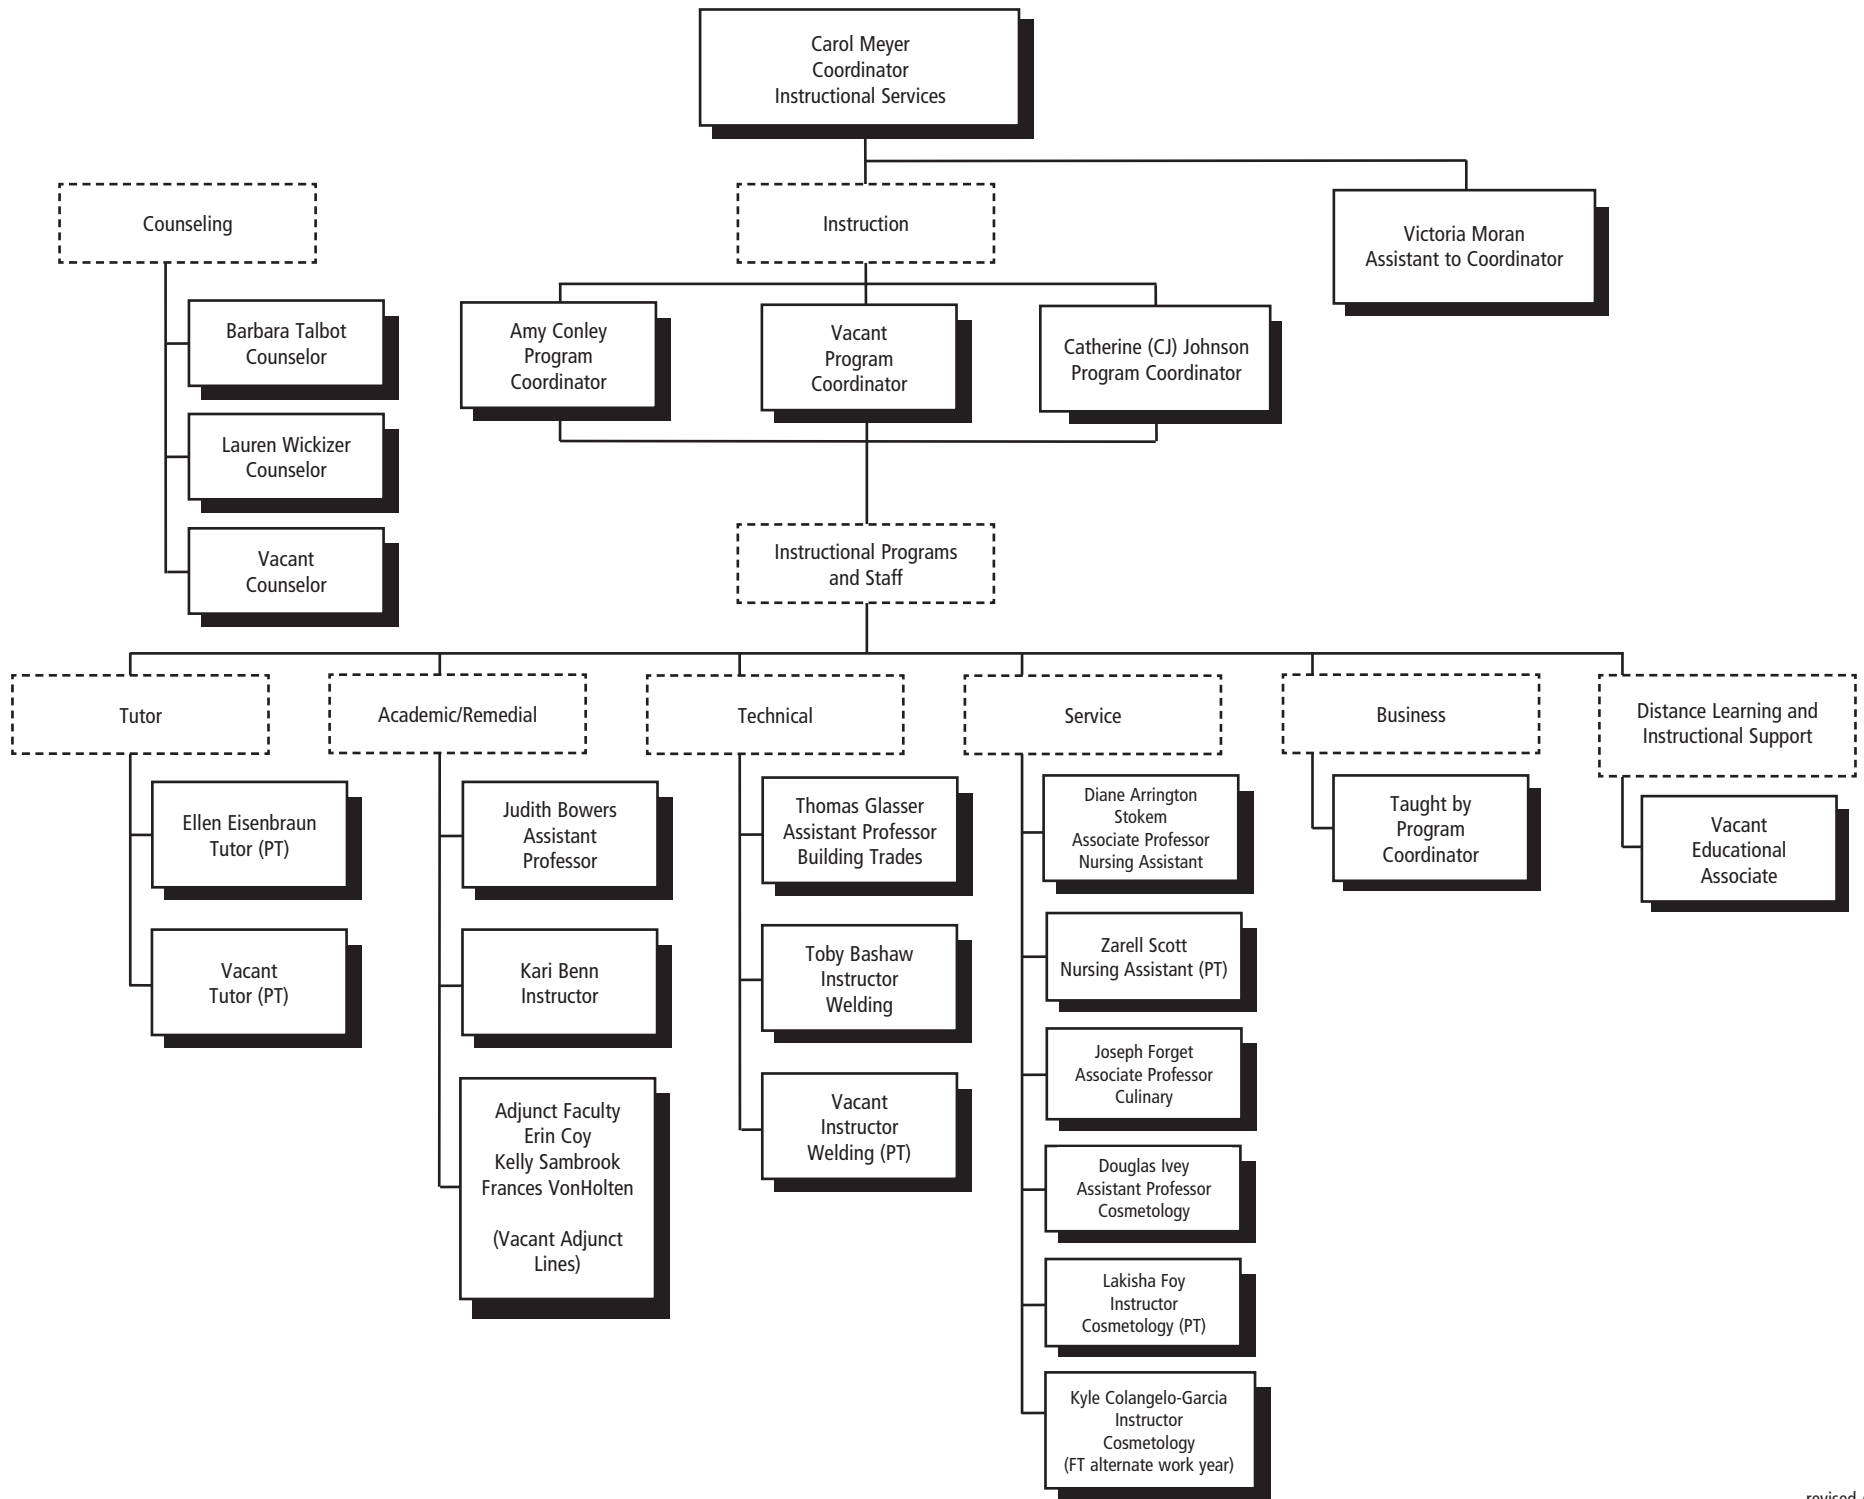 Carol Meyer
Coordinator
Instructional Services
Counseling
Instruction
Victoria Moran
Assistant to Coordinator
Barbara Talbot
Counselor
Lauren Wickizer
Counselor
Vacant
Counselor
Amy Conley
Program
Coordinator
Vacant
Program
Coordinator
Catherine (CJ) Johnson
Program Coordinator
Instructional Programs
and Staff
Tutor
Ellen Eisenbraun
Tutor (PT)
Vacant
Tutor (PT)
Academic/Remedial
Judith Bowers
Assistant
Professor
Kari Benn
Instructor
Adjunct Faculty
Erin Coy
Kelly Sambrook
Frances VonHolten
(Vacant Adjunct
Lines)
Technical
Thomas Glasser
Assistant Professor
Building Trades
Toby Bashaw
Instructor
Welding
Vacant
Instructor
Welding (PT)
Service
Diane Arrington
Stokem
Associate Professor
Nursing Assistant
Zarell Scott
Nursing Assistant (PT)
Joseph Forget
Associate Professor
Culinary
Douglas Ivey
Assistant Professor
Cosmetology
Lakisha Foy
Instructor
Cosmetology (PT)
Kyle Colangelo-Garcia
Instructor
Cosmetology
(FT alternate work year)
Business
Taught by
Program
Coordinator
Distance Learning and
Instructional Support
Vacant
Educational
Associate
revised